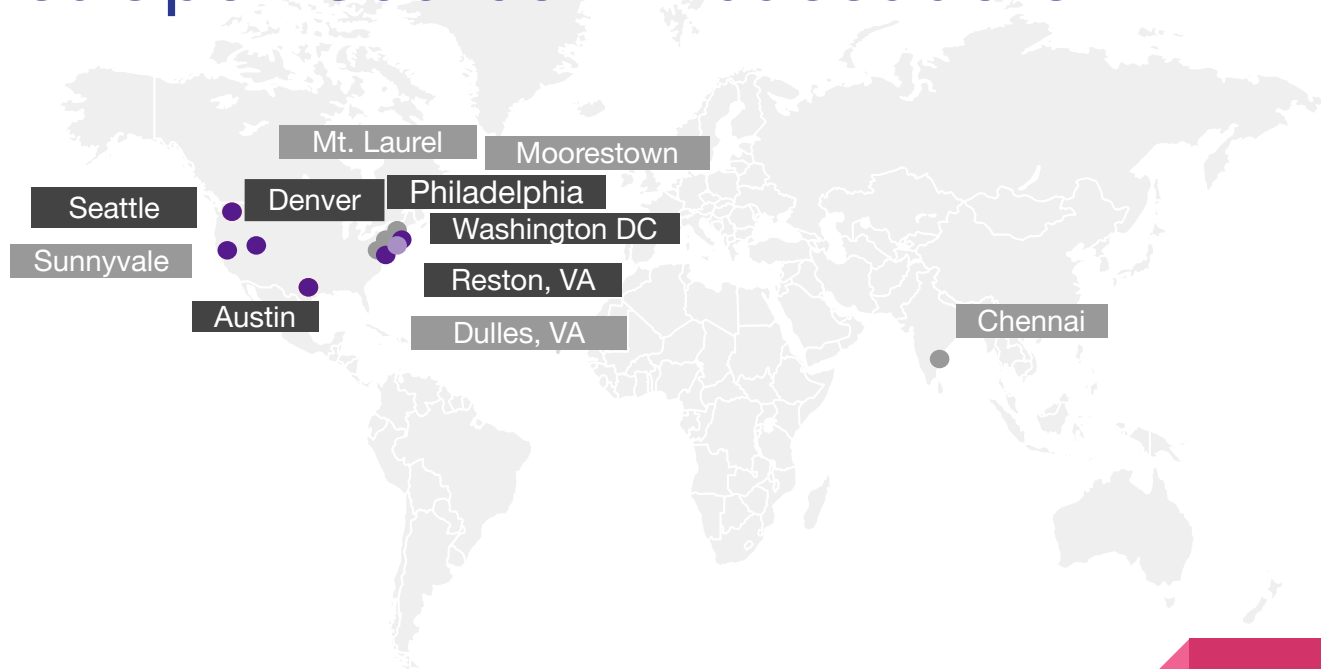 Mt. Laurel
Moorestown
Philadelphia
Denver
Seattle
Washington DC
Sunnyvale
Reston, VA
Austin
Dulles, VA
Chennai